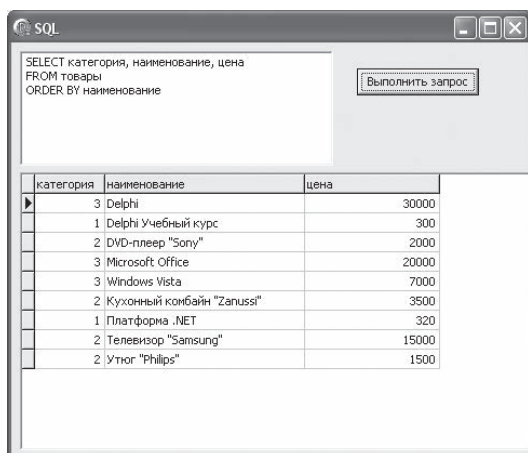 SQL
SELECT категория, наименование, цена
FROM товары
ORDER BY наименование
Выполнить запрос
категория наименование цена
3 Delphi 30000
1 Delphi Учебный курс 300
2 DVD-плеер "Sony" 2000
3 Microsoft Office 20000
3 Windows Vista 7000
2 Кухонный комбайн "Zanussi" 3500
1 Платформа .NET 320
2 Телевизор "Samsung" 15000
2 Утюг "Philips" 1500